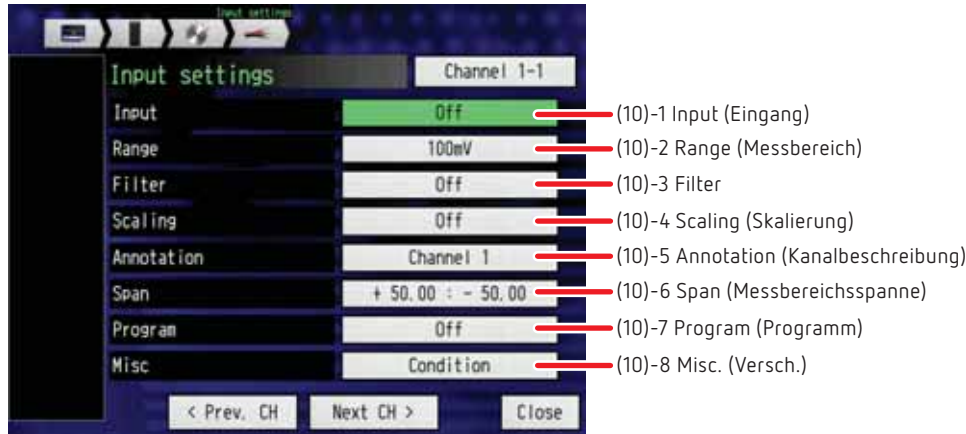 Input settings
Input settings Channel 1-1
Input Off (10)-1 Input (Eingang)
Range 100mV (10)-2 Range (Messbereich)
Filter Off (10)-3 Filter
Scaling Off (10)-4 Scaling (Skalierung)
Annotation Channel 1 (10)-5 Annotation (Kanalbeschreibung)
Span + 50.00 : - 50.00 (10)-6 Span (Messbereichsspanne)
Program Off (10)-7 Program (Programm)
Misc Condition (10)-8 Misc. (Versch.)
< Prev. CH Next CH > Close